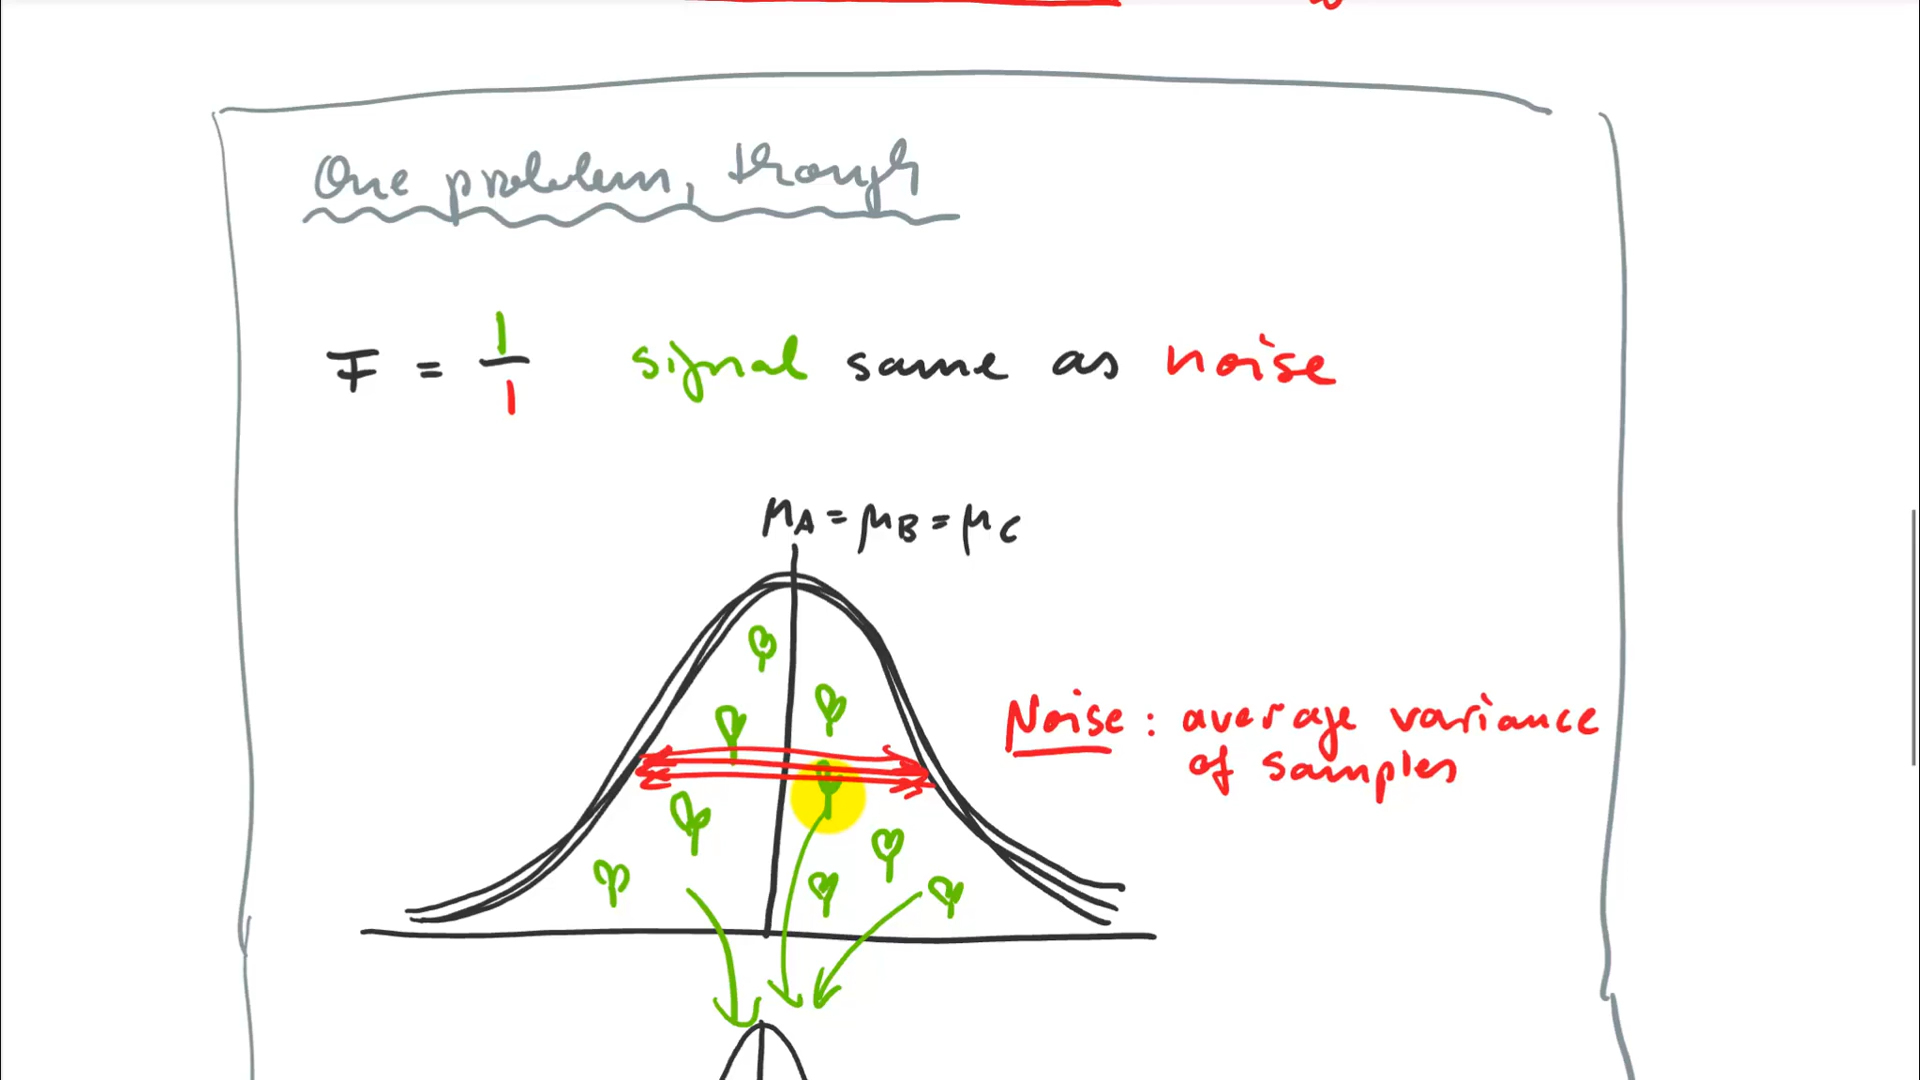 One problem, though
F = 1/1 signal same as noise
μA = μB = μC
Noise: average variance
of samples